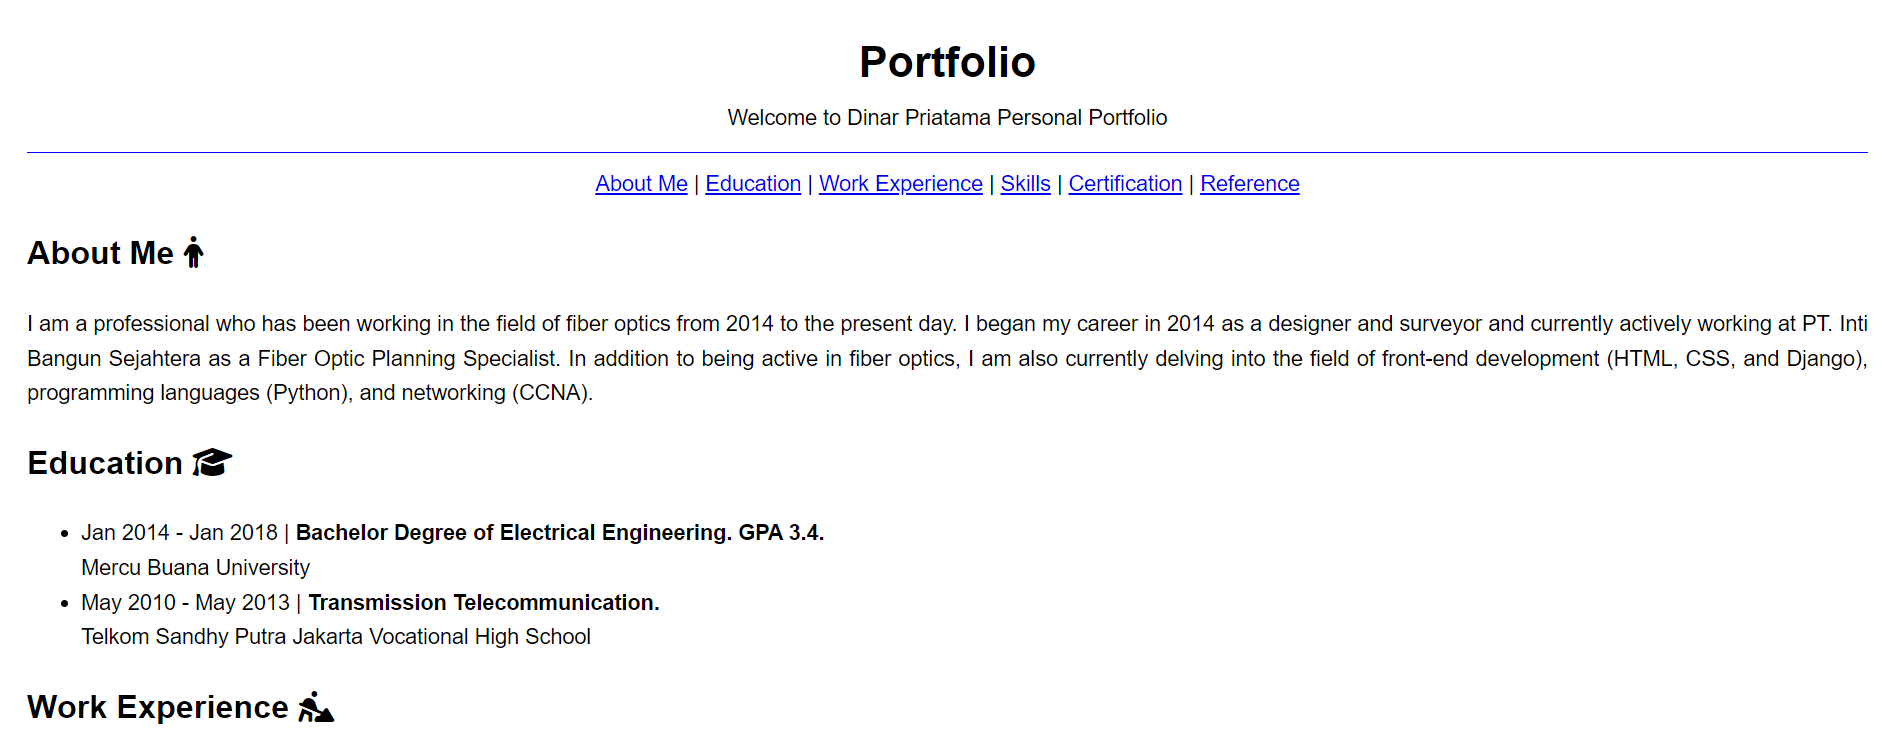 Portfolio
Welcome to Dinar Priatama Personal Portfolio
About Me | Education | Work Experience | Skills | Certification | Reference
About Me
I am a professional who has been working in the field of fiber optics from 2014 to the present day. I began my career in 2014 as a designer and surveyor and currently actively working at PT. Inti
Bangun Sejahtera as a Fiber Optic Planning Specialist. In addition to being active in fiber optics, I am also currently delving into the field of front-end development (HTML, CSS, and Django),
programming languages (Python), and networking (CCNA).
Education
• Jan 2014 - Jan 2018 | Bachelor Degree of Electrical Engineering. GPA 3.4.
Mercu Buana University
• May 2010 - May 2013 | Transmission Telecommunication.
Telkom Sandhy Putra Jakarta Vocational High School
Work Experience